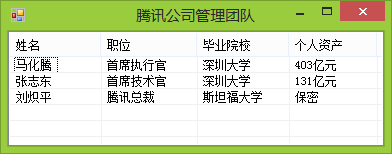 腾讯公司管理团队
姓名 职位 毕业院校 个人资产
马化腾 首席执行官 深圳大学 403亿元
张志东 首席技术官 深圳大学 131亿元
刘炽平 腾讯总裁 斯坦福大学 保密